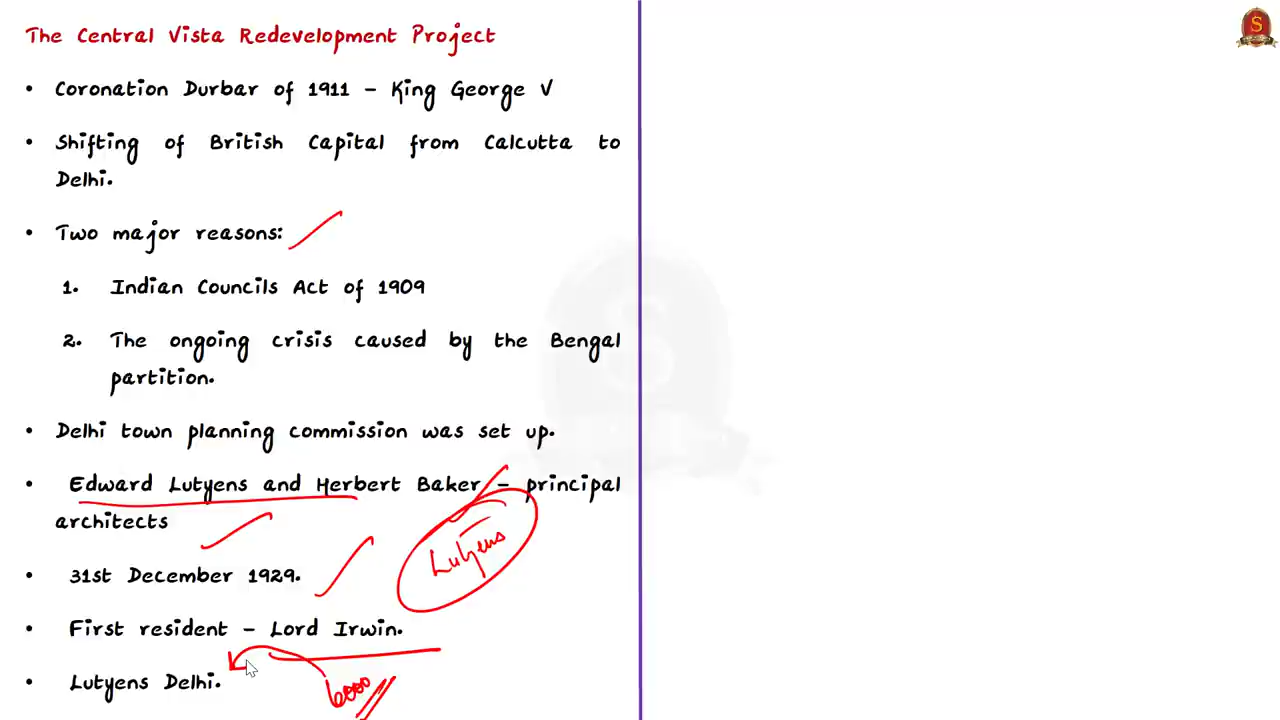 The Central Vista Redevelopment Project
• Coronation Durbar of 1911 - King George V
• Shifting of British Capital from Calcutta to
Delhi.
• Two major reasons:
1. Indian Councils Act of 1909
2. The ongoing crisis caused by the Bengal
partition.
• Delhi town planning commission was set up.
• Edward Lutyens and Herbert Baker - principal
architects
Lutyens
• 31st December 1929.
• First resident - Lord Irwin.
• Lutyens Delhi.
6000
S